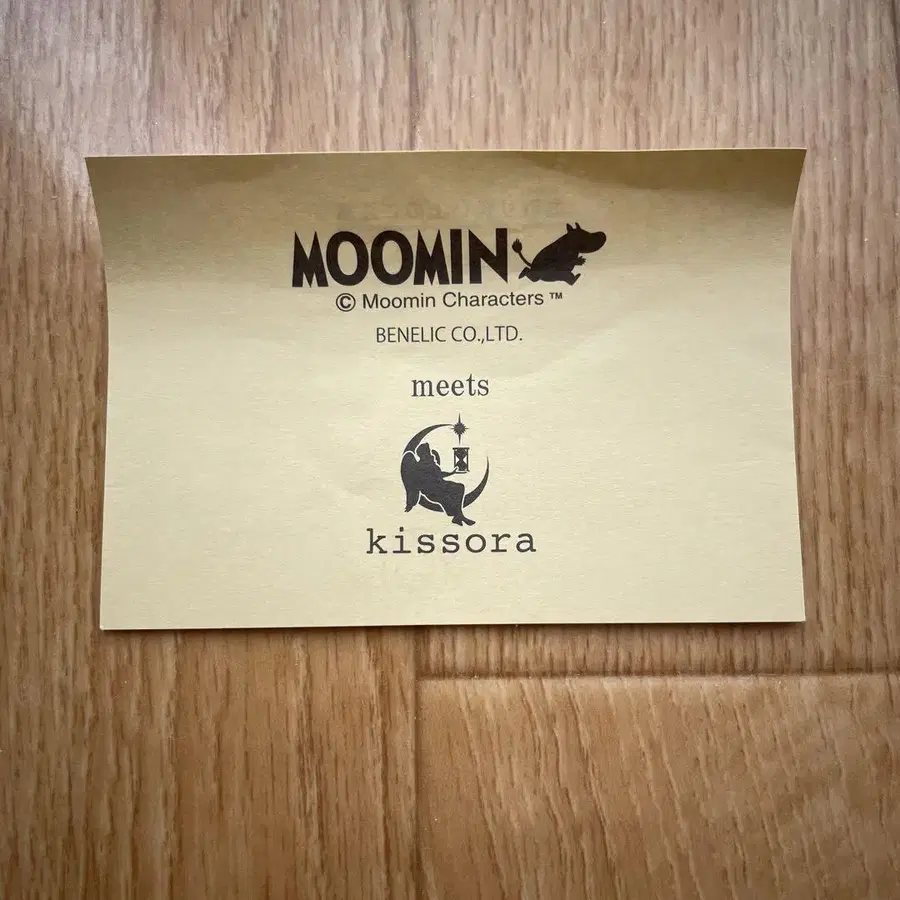 MOOMIN
© Moomin Characters ™
BENELIC CO.,LTD.
meets
kissora